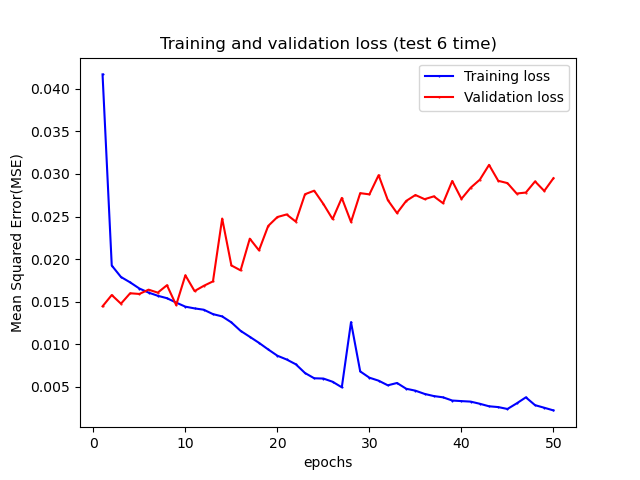 Training and validation loss (test 6 time)
Training loss
Validation loss
Mean Squared Error(MSE)
0.040
0.035
0.030
0.025
0.020
0.015
0.010
0.005
0 10 20 30 40 50
epochs